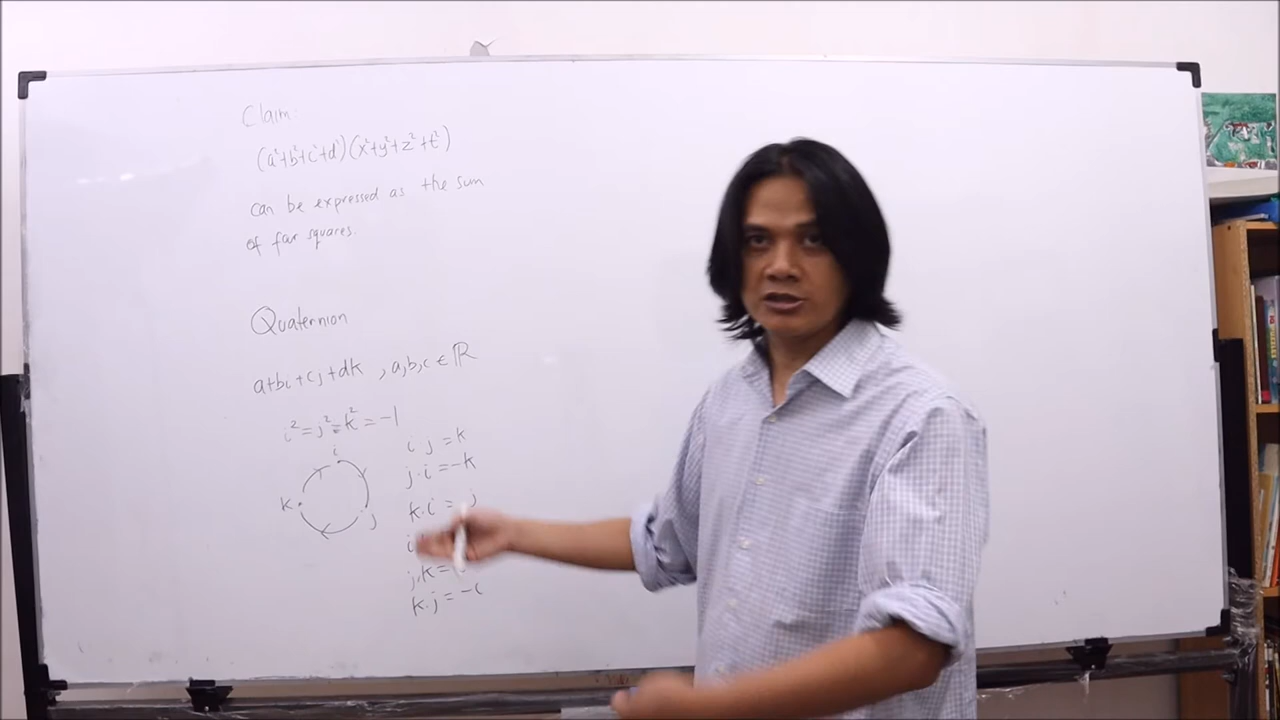 Claim:
(a²+b²+c²+d²)(x²+y²+z²+t²)
can be expressed as the sum
of four squares.
Quaternion
a+bi+cj+dk , a,b,c ∈ ℝ
i²=j²=k²=-1
i j = k
i
j·i = -k
k
j
k·i = j
i
j·k =
k·j = -i